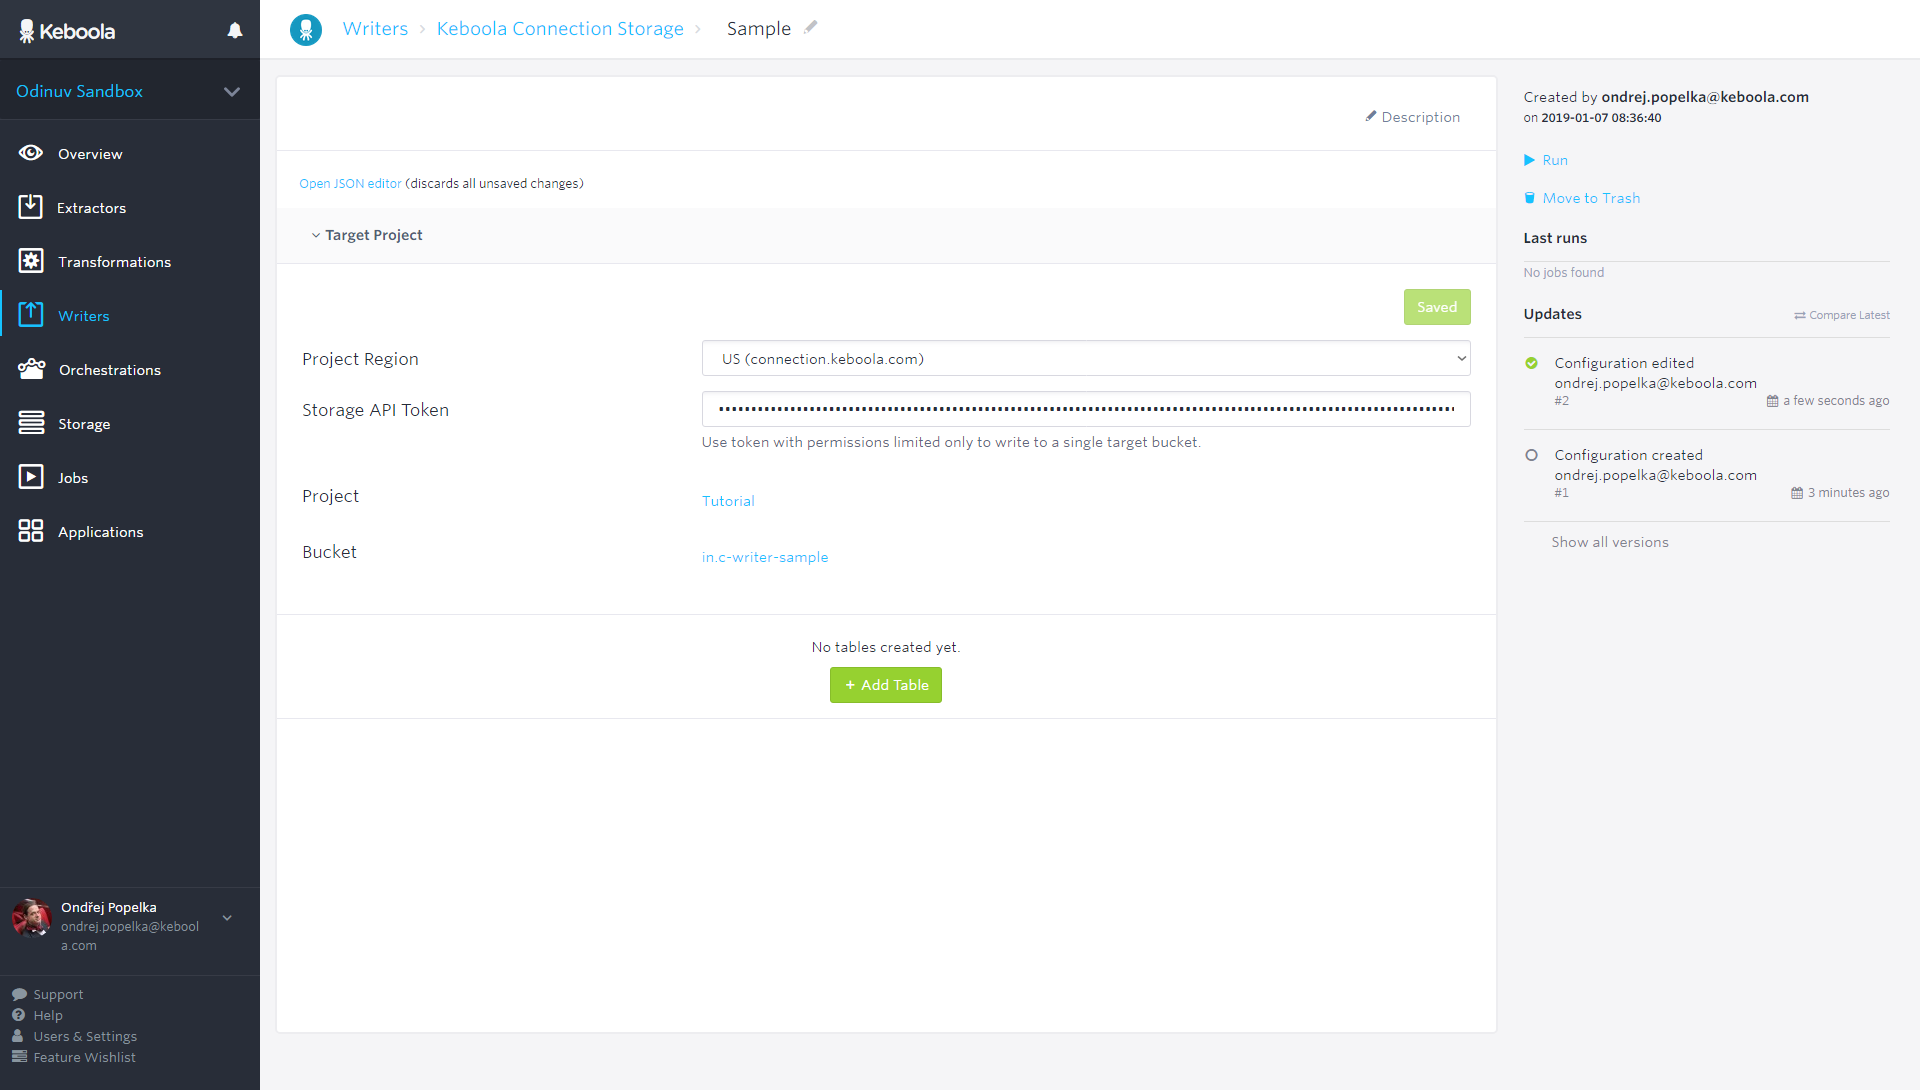 Keboola
Odinuv Sandbox
Overview
Extractors
Transformations
Writers
Orchestrations
Storage
Jobs
Applications
Ondřej Popelka
ondrej.popelka@kebool
a.com
Support
Help
Users & Settings
Feature Wishlist
Writers › Keboola Connection Storage › Sample
Description
Open JSON editor (discards all unsaved changes)
Target Project
Saved
Project Region
US (connection.keboola.com)
Storage API Token
Use token with permissions limited only to write to a single target bucket.
Project
Tutorial
Bucket
in.c-writer-sample
No tables created yet.
+ Add Table
Created by ondrej.popelka@keboola.com
on 2019-01-07 08:36:40
Run
Move to Trash
Last runs
No jobs found
Updates
Compare Latest
Configuration edited
ondrej.popelka@keboola.com
#2
a few seconds ago
Configuration created
ondrej.popelka@keboola.com
#1
3 minutes ago
Show all versions